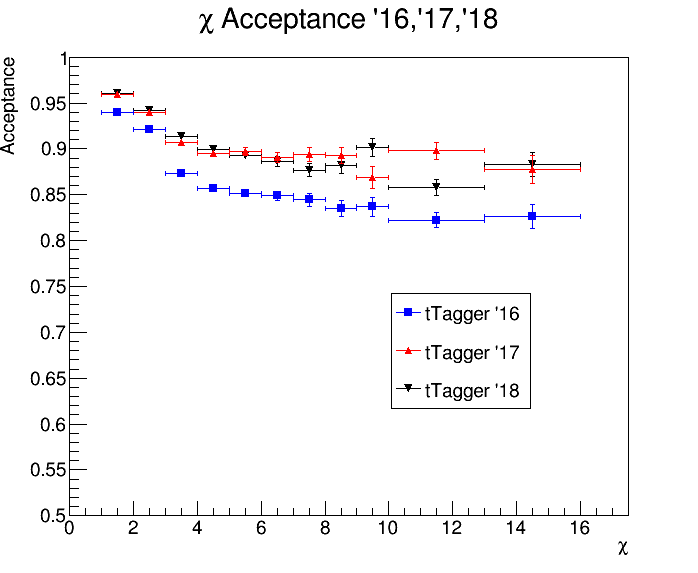 χ Acceptance '16,'17,'18
Acceptance
1
0.95
0.9
0.85
0.8
0.75
0.7
0.65
0.6
0.55
0.5
tTagger '16
tTagger '17
tTagger '18
0 2 4 6 8 10 12 14 16
χ